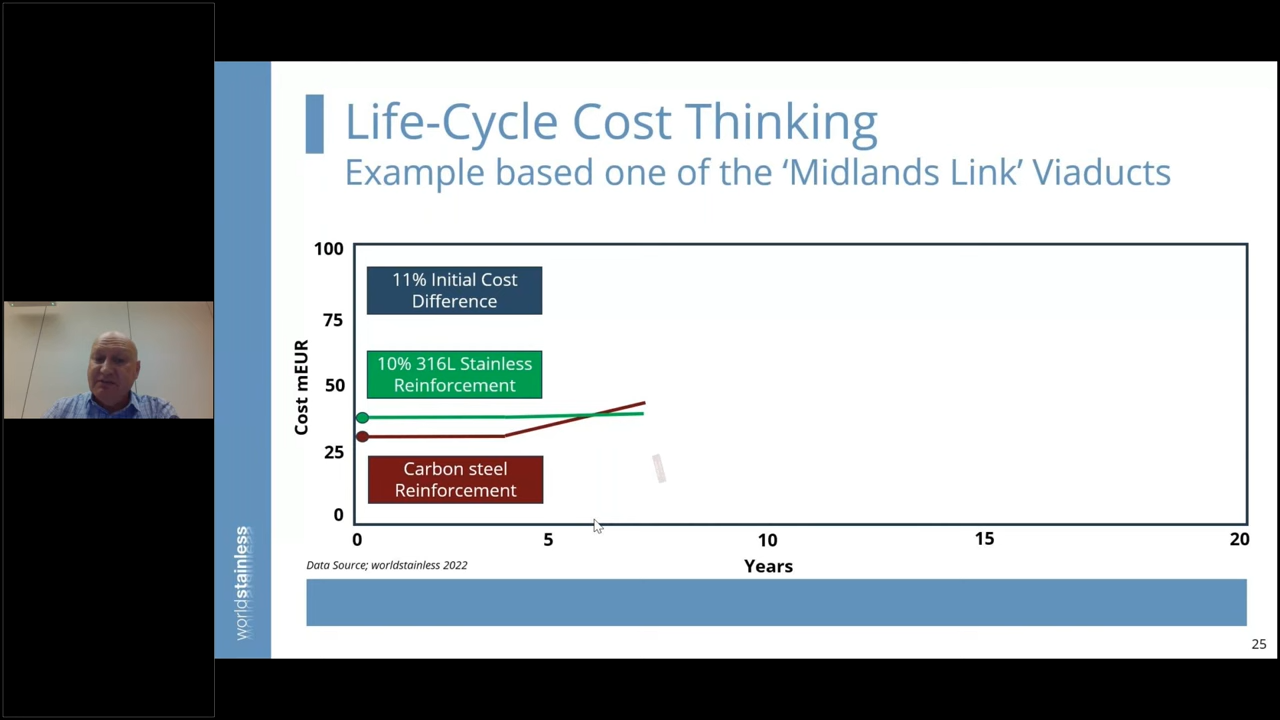 Life-Cycle Cost Thinking
Example based one of the ‘Midlands Link’ Viaducts
100
75
50
25
0
Cost mEUR
11% Initial Cost
Difference
10% 316L Stainless
Reinforcement
Carbon steel
Reinforcement
0 5 10 15 20
Years
Data Source; worldstainless 2022
worldstainless
25